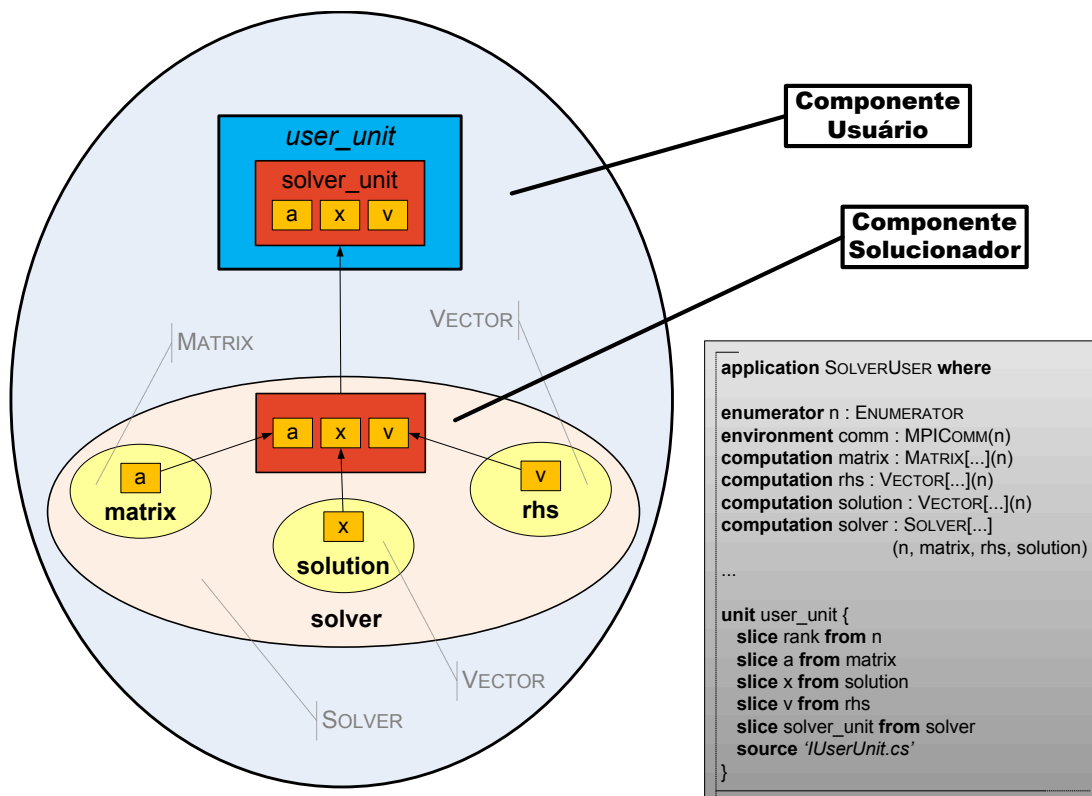 Componente
Usuário
user_unit
solver_unit
a x v
Componente
Solucionador
VECTOR
MATRIX
a x v
a
matrix
v
rhs
x
solution
solver
VECTOR
SOLVER
application SOLVERUSER where
enumerator n : ENUMERATOR
environment comm : MPICOMM(n)
computation matrix : MATRIX[...](n)
computation rhs : VECTOR[...](n)
computation solution : VECTOR[...](n)
computation solver : SOLVER[...]
(n, matrix, rhs, solution)
...
unit user_unit {
slice rank from n
slice a from matrix
slice x from solution
slice v from rhs
slice solver_unit from solver
source ‘IUserUnit.cs’
}